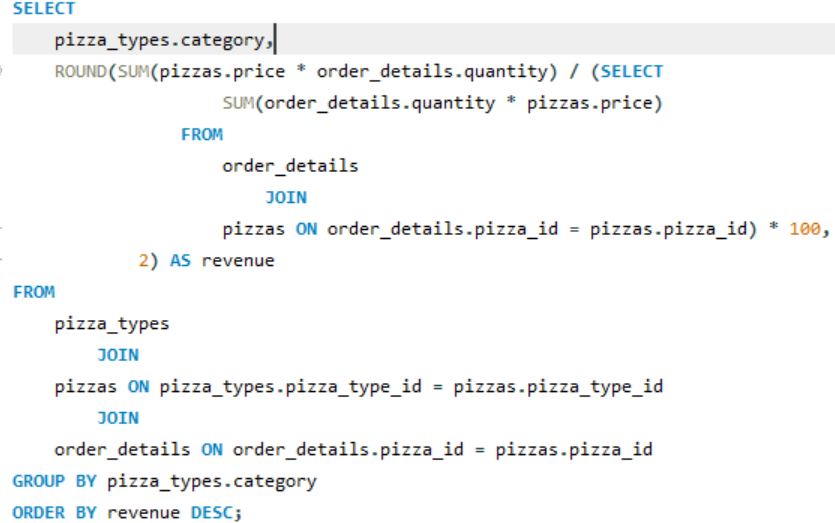 SELECT
pizza_types.category,
ROUND(SUM(pizzas.price * order_details.quantity) / (SELECT
SUM(order_details.quantity * pizzas.price)
FROM
order_details
JOIN
pizzas ON order_details.pizza_id = pizzas.pizza_id) * 100,
2) AS revenue
FROM
pizza_types
JOIN
pizzas ON pizza_types.pizza_type_id = pizzas.pizza_type_id
JOIN
order_details ON order_details.pizza_id = pizzas.pizza_id
GROUP BY pizza_types.category
ORDER BY revenue DESC;